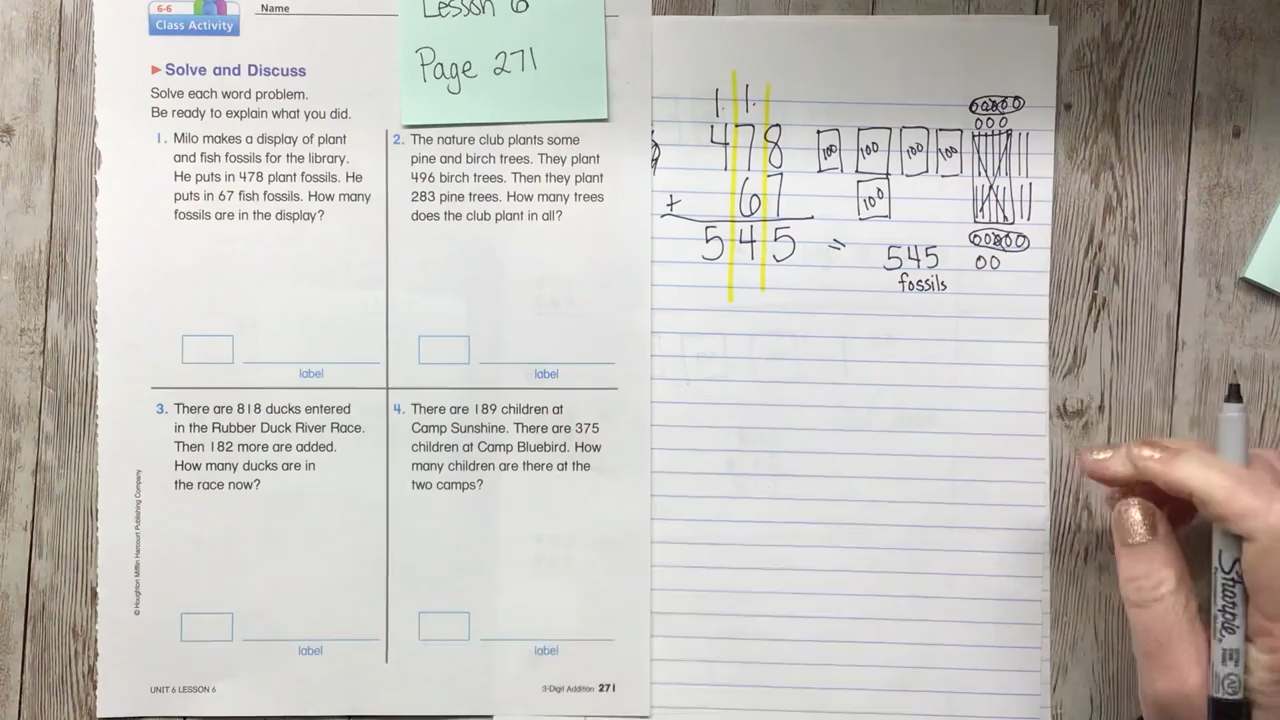 6-6
Class Activity
Name
Lesson 6
Page 271
Solve and Discuss
Solve each word problem.
Be ready to explain what you did.
1. Milo makes a display of plant
and fish fossils for the library.
He puts in 478 plant fossils. He
puts in 67 fish fossils. How many
fossils are in the display?
label
2. The nature club plants some
pine and birch trees. They plant
496 birch trees. Then they plant
283 pine trees. How many trees
does the club plant in all?
label
3. There are 818 ducks entered
in the Rubber Duck River Race.
Then 182 more are added.
How many ducks are in
the race now?
label
4. There are 189 children at
Camp Sunshine. There are 375
children at Camp Bluebird. How
many children are there at the
two camps?
label
© Houghton Mifflin Harcourt Publishing Company
UNIT 6 LESSON 6
3-Digit Addition 271
1 1
478
+ 67
545 = 545
fossils
100 100 100 100
100
Sharpie